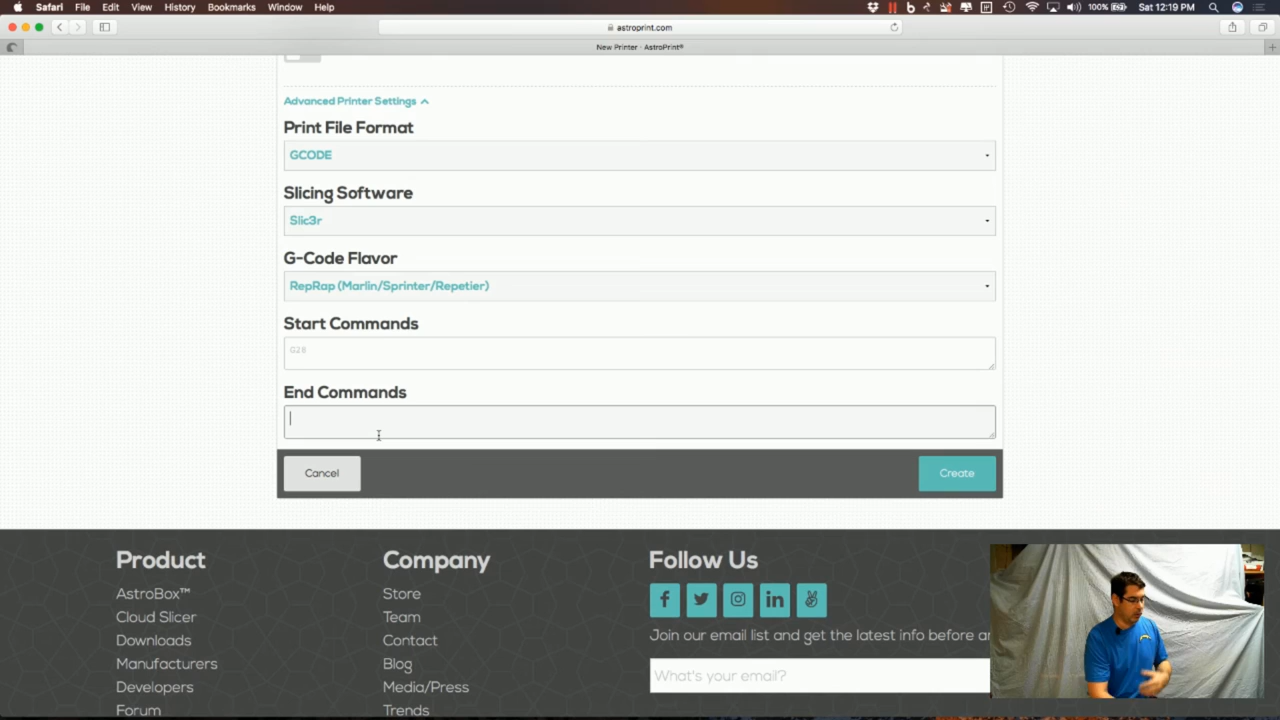 Safari File Edit View History Bookmarks Window Help
100% Sat 12:19 PM
astroprint.com
New Printer - AstroPrint®
Advanced Printer Settings
Print File Format
GCODE
Slicing Software
Slic3r
G-Code Flavor
RepRap (Marlin/Sprinter/Repetier)
Start Commands
G28
End Commands
Cancel
Create
Product
AstroBox™
Cloud Slicer
Downloads
Manufacturers
Developers
Forum
Company
Store
Team
Contact
Blog
Media/Press
Trends
Follow Us
Join our email list and get the latest info before an
What's your email?